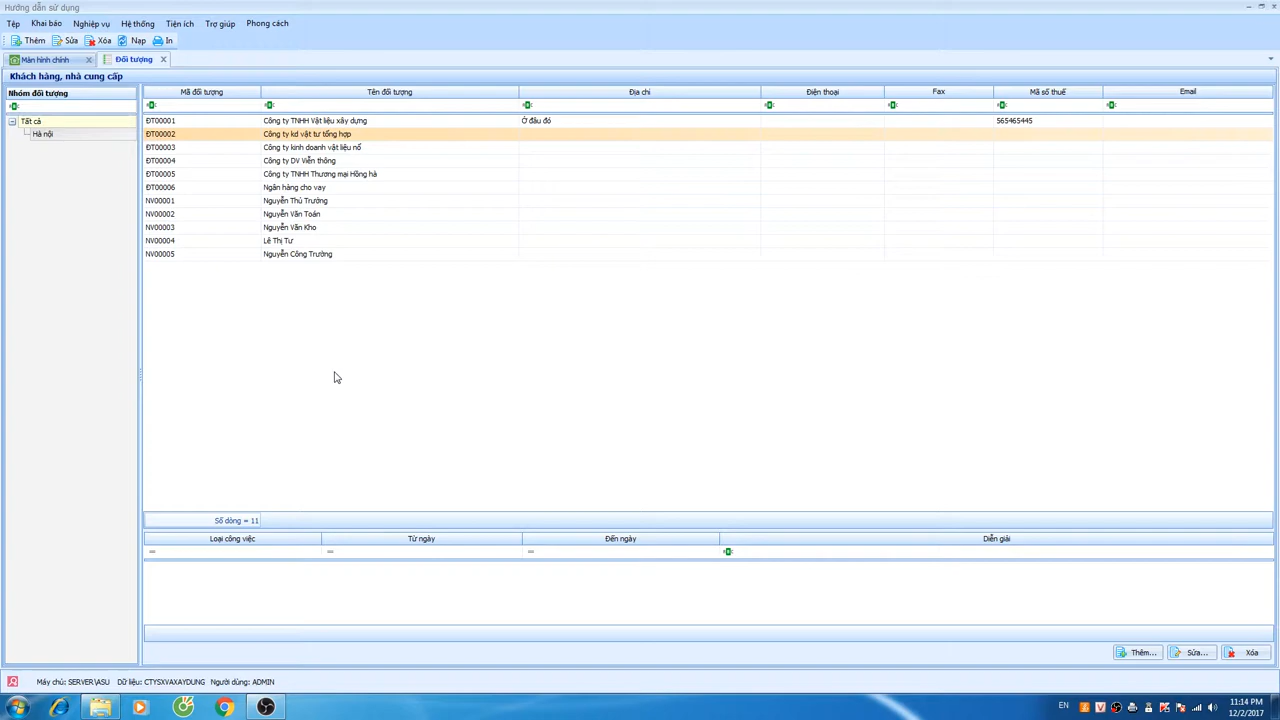 Hướng dẫn sử dụng
Tệp Khai báo Nghiệp vụ Hệ thống Tiện ích Trợ giúp Phong cách
Thêm Sửa Xóa Nạp In
Màn hình chính Đối tượng
Khách hàng, nhà cung cấp
Nhóm đối tượng
Tất cả
Hà nội
Mã đối tượng Tên đối tượng Địa chỉ Điện thoại Fax Mã số thuế Email
ĐT00001 Công ty TNHH Vật liệu xây dựng Ở đâu đó 565465445
ĐT00002 Công ty kd vật tư tổng hợp
ĐT00003 Công ty kinh doanh vật liệu nổ
ĐT00004 Công ty DV Viễn thông
ĐT00005 Công ty TNHH Thương mại Hồng hà
ĐT00006 Ngân hàng cho vay
NV00001 Nguyễn Thủ Trưởng
NV00002 Nguyễn Văn Toán
NV00003 Nguyễn Văn Kho
NV00004 Lê Thị Tư
NV00005 Nguyễn Công Trường
Số dòng = 11
Loại công việc Từ ngày Đến ngày Diễn giải
Thêm... Sửa... Xóa
Máy chủ: SERVER\ASU Dữ liệu: CTYSXVAXAYDUNG Người dùng: ADMIN
EN 11:14 PM
12/2/2017